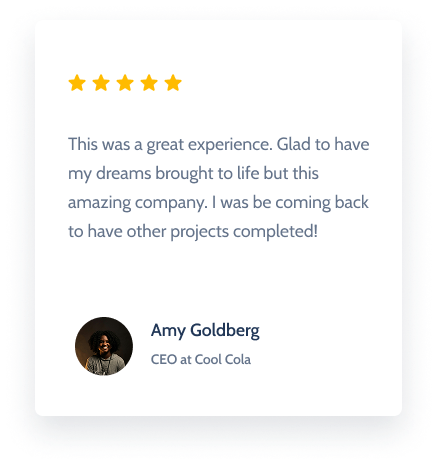 This was a great experience. Glad to have
my dreams brought to life but this
amazing company. I was be coming back
to have other projects completed!
Amy Goldberg
CEO at Cool Cola